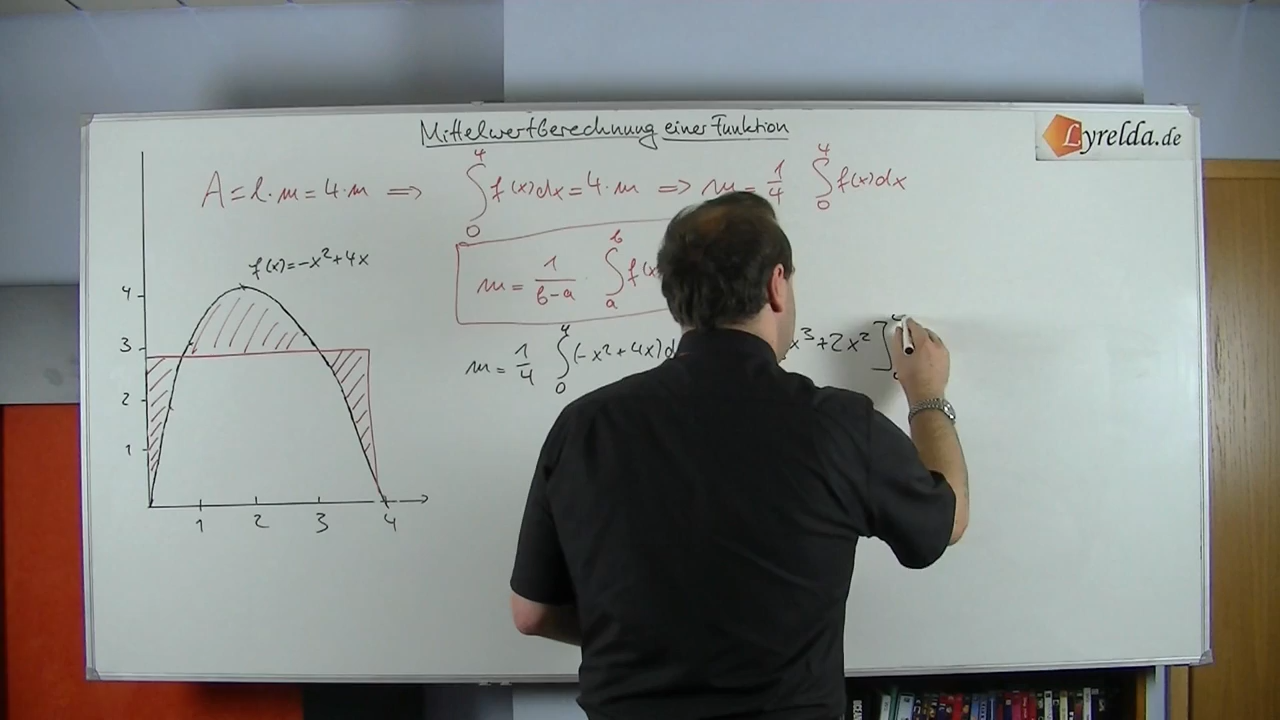 Mittelwertberechnung einer Funktion
Lyrelda.de
A = l · m = 4 · m ⇒ ∫₀⁴ f(x)dx = 4 · m ⇒ m = 1/4 ∫₀⁴ f(x)dx
m = 1/(b-a) ∫ₐᵇ f(x
f(x) = -x² + 4x
m = 1/4 ∫₀⁴ (-x² + 4x)d x³ + 2x² ]
4
3
2
1
1 2 3 4